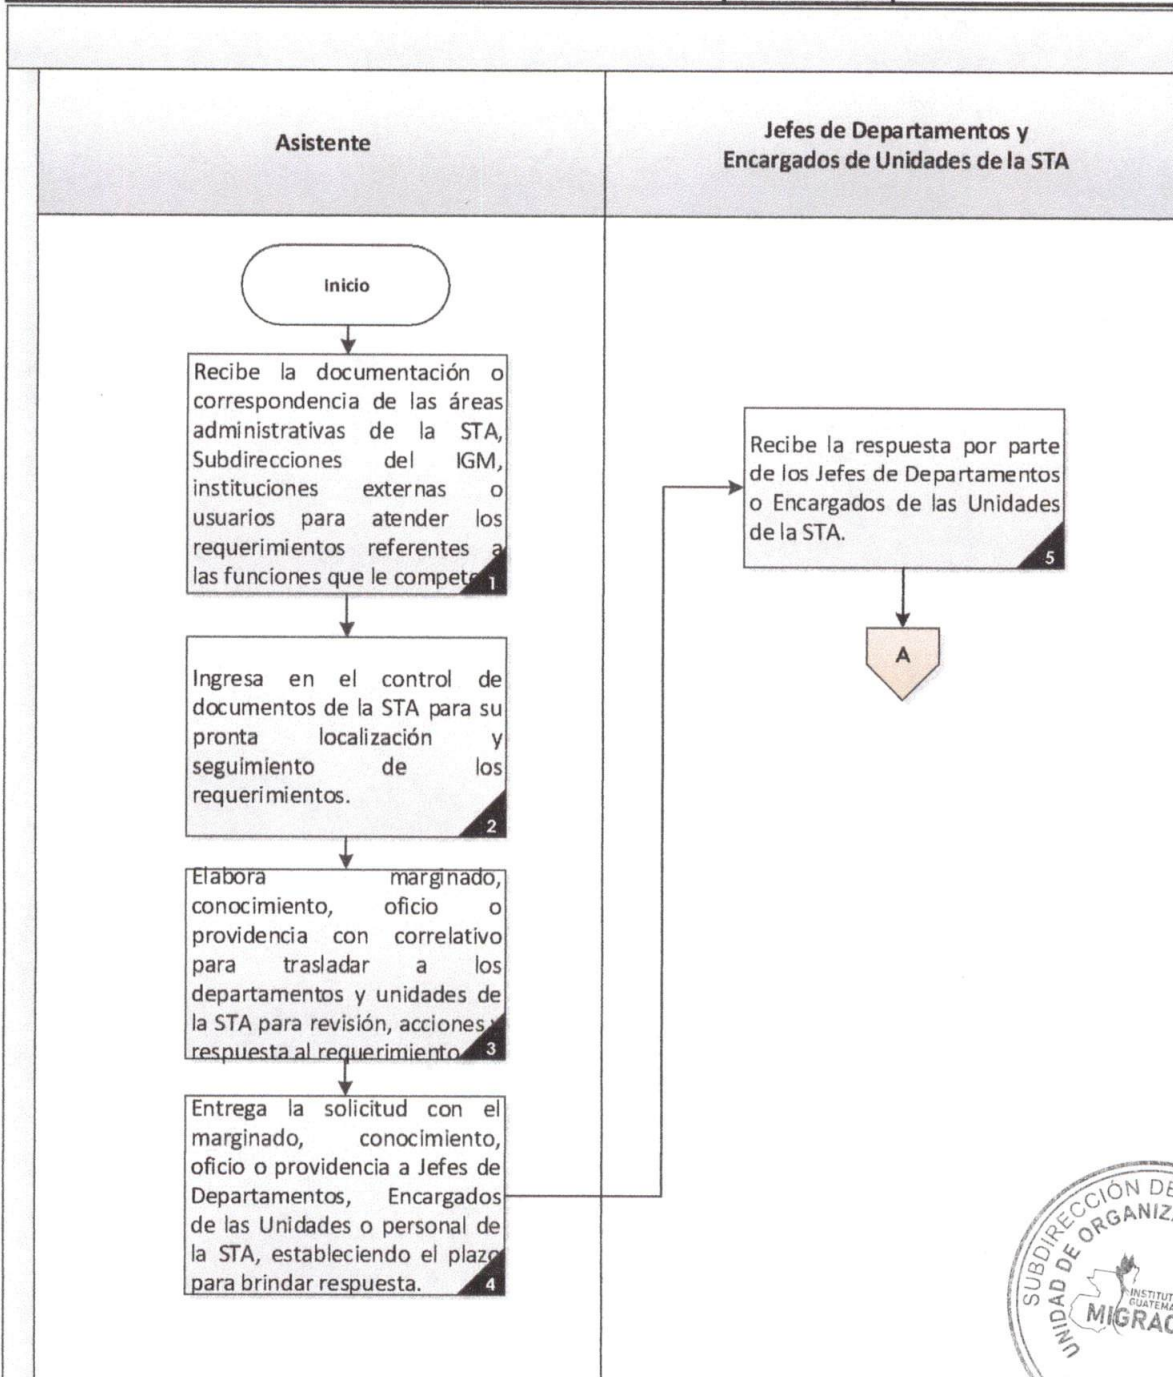 Asistente
Jefes de Departamentos y
Encargados de Unidades de la STA
Inicio
Recibe la documentación o
correspondencia de las áreas
administrativas de la STA,
Subdirecciones del IGM,
instituciones externas o
usuarios para atender los
requerimientos referentes a
las funciones que le compete
1
Ingresa en el control de
documentos de la STA para su
pronta localización y
seguimiento de los
requerimientos.
2
Elabora marginado,
conocimiento, oficio o
providencia con correlativo
para trasladar a los
departamentos y unidades de
la STA para revisión, acciones y
respuesta al requerimiento
3
Entrega la solicitud con el
marginado, conocimiento,
oficio o providencia a Jefes de
Departamentos, Encargados
de las Unidades o personal de
la STA, estableciendo el plazo
para brindar respuesta.
4
Recibe la respuesta por parte
de los Jefes de Departamentos
o Encargados de las Unidades
de la STA.
5
A
SUBDIRECCIÓN DE
UNIDAD DE ORGANIZA
INSTITUT
GUATEMA
MIGRAC